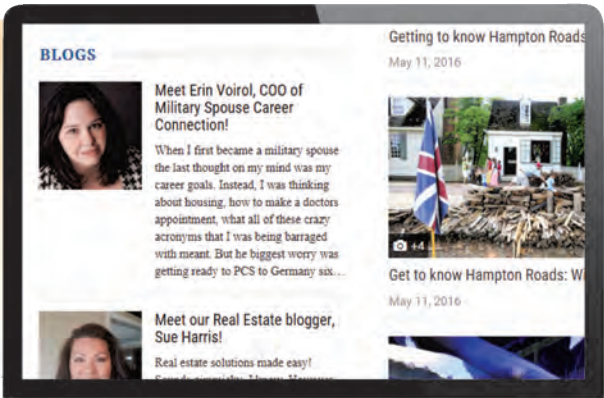 BLOGS
Meet Erin Voirol, COO of
Military Spouse Career
Connection!
When I first became a military spouse
the last thought on my mind was my
career goals. Instead, I was thinking
about housing, how to make a doctors
appointment, what all of these crazy
acronyms that I was being barraged
with meant. But he biggest worry was
getting ready to PCS to Germany six…
Meet our Real Estate blogger,
Sue Harris!
Real estate solutions made easy!
Getting to know Hampton Roads
May 11, 2016
+4
Get to know Hampton Roads: Wi
May 11, 2016